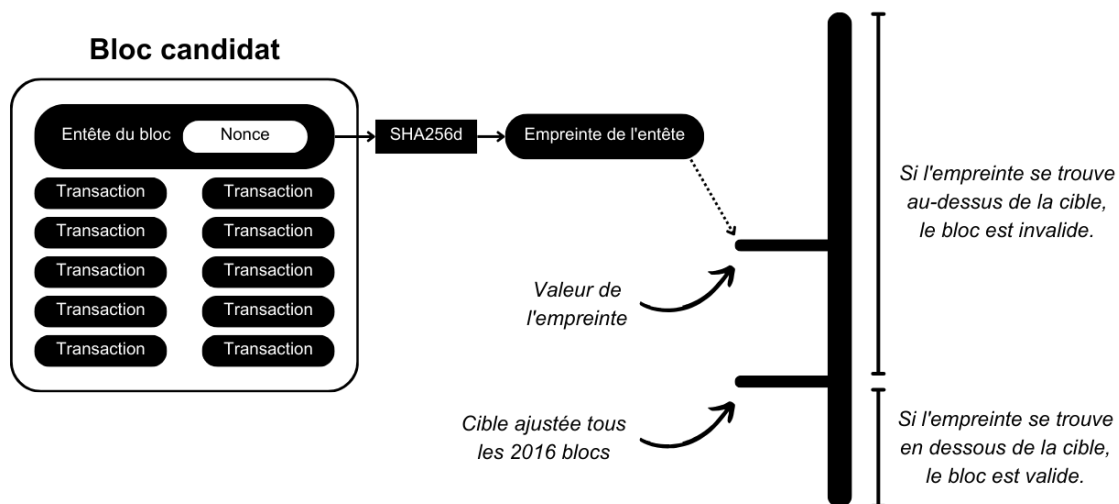 Bloc candidat
Entête du bloc
Nonce
SHA256d
Empreinte de l'entête
Transaction
Transaction
Transaction
Transaction
Transaction
Transaction
Transaction
Transaction
Transaction
Transaction
Valeur de
l'empreinte
Cible ajustée tous
les 2016 blocs
Si l'empreinte se trouve
au-dessus de la cible,
le bloc est invalide.
Si l'empreinte se trouve
en dessous de la cible,
le bloc est valide.